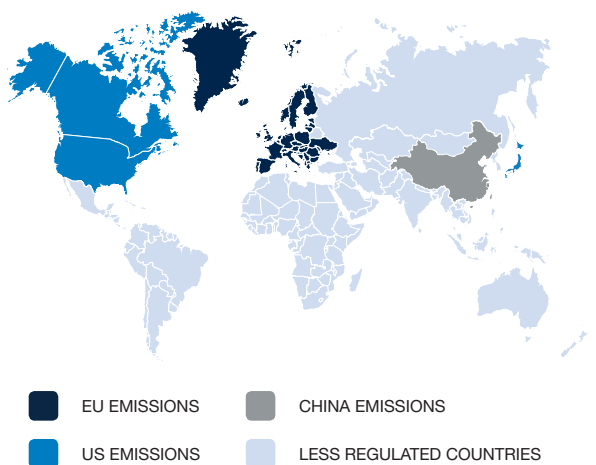 EU EMISSIONS
CHINA EMISSIONS
US EMISSIONS
LESS REGULATED COUNTRIES